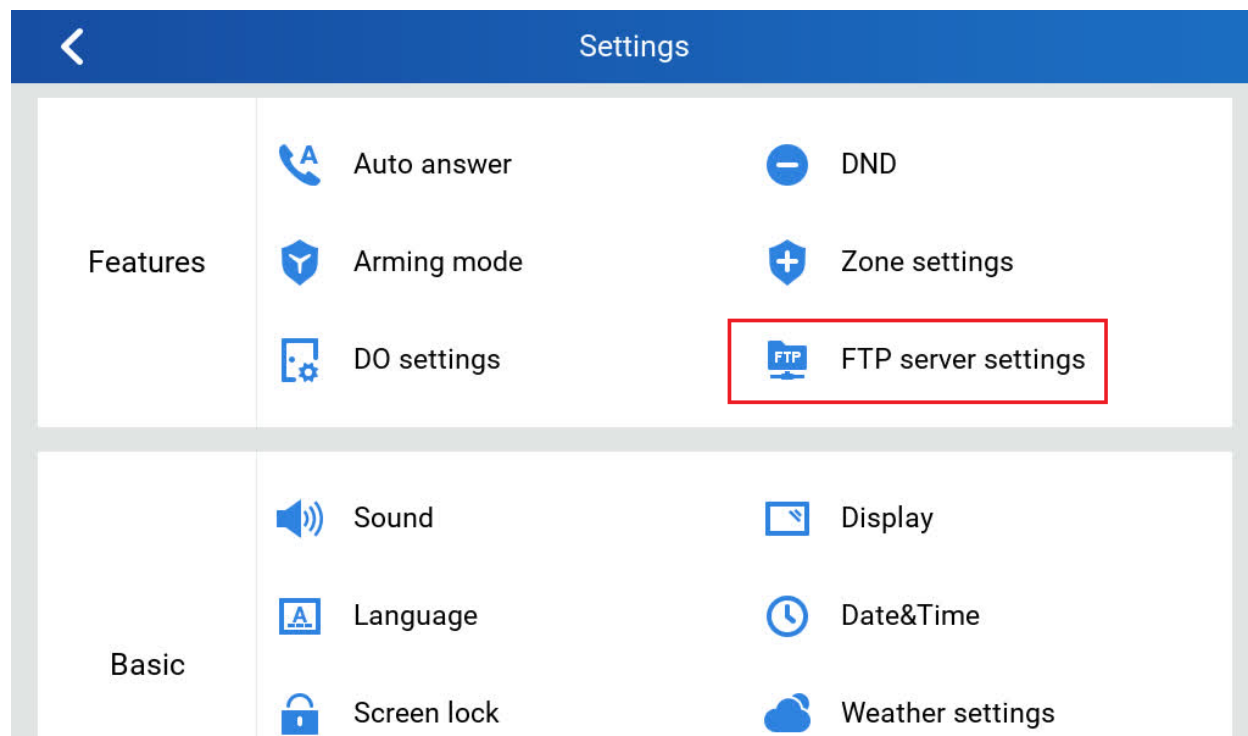 Settings
A
Auto answer
DND
Features
Arming mode
Zone settings
DO settings
FTP
FTP server settings
Sound
Display
A
Language
Date&Time
Basic
Screen lock
Weather settings